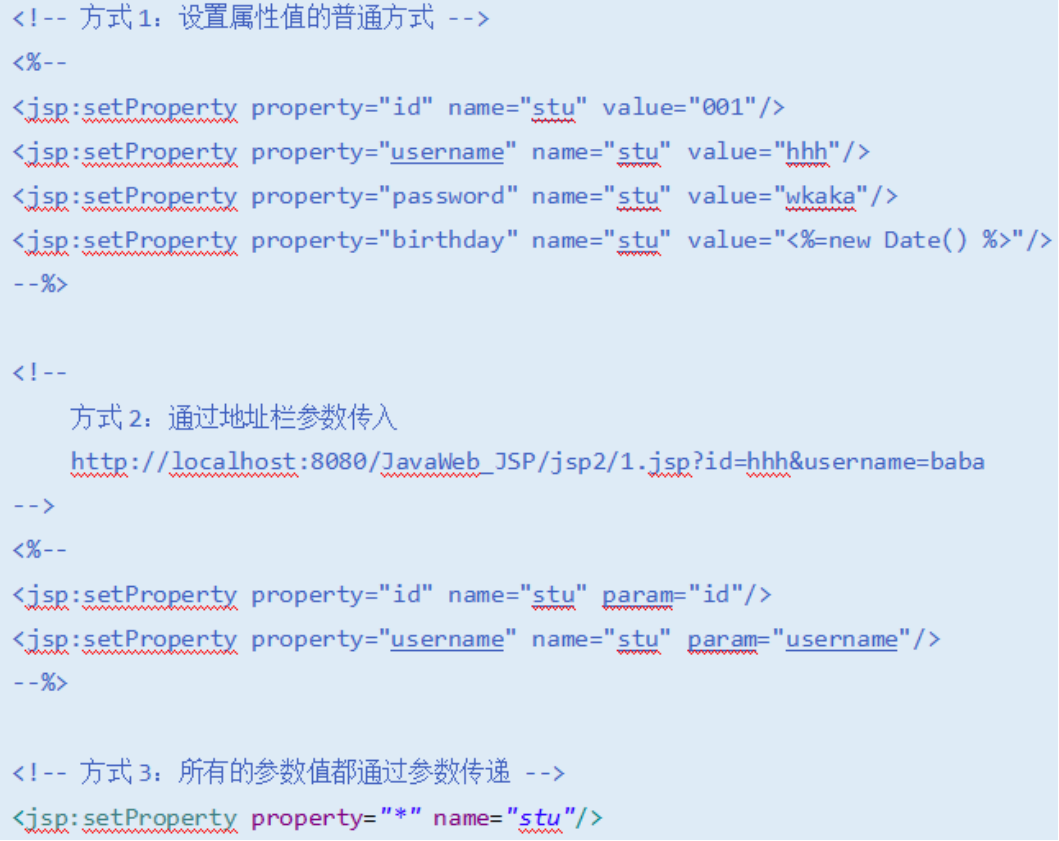 <!-- 方式1：设置属性值的普通方式 -->
<%--
<jsp:setProperty property="id" name="stu" value="001"/>
<jsp:setProperty property="username" name="stu" value="hhh"/>
<jsp:setProperty property="password" name="stu" value="wkaka"/>
<jsp:setProperty property="birthday" name="stu" value="<%=new Date() %>"/>
--%>
<!--
方式2：通过地址栏参数传入
http://localhost:8080/JavaWeb_JSP/jsp2/1.jsp?id=hhh&username=baba
-->
<%--
<jsp:setProperty property="id" name="stu" param="id"/>
<jsp:setProperty property="username" name="stu" param="username"/>
--%>
<!-- 方式3：所有的参数值都通过参数传递 -->
<jsp:setProperty property="*" name="stu"/>